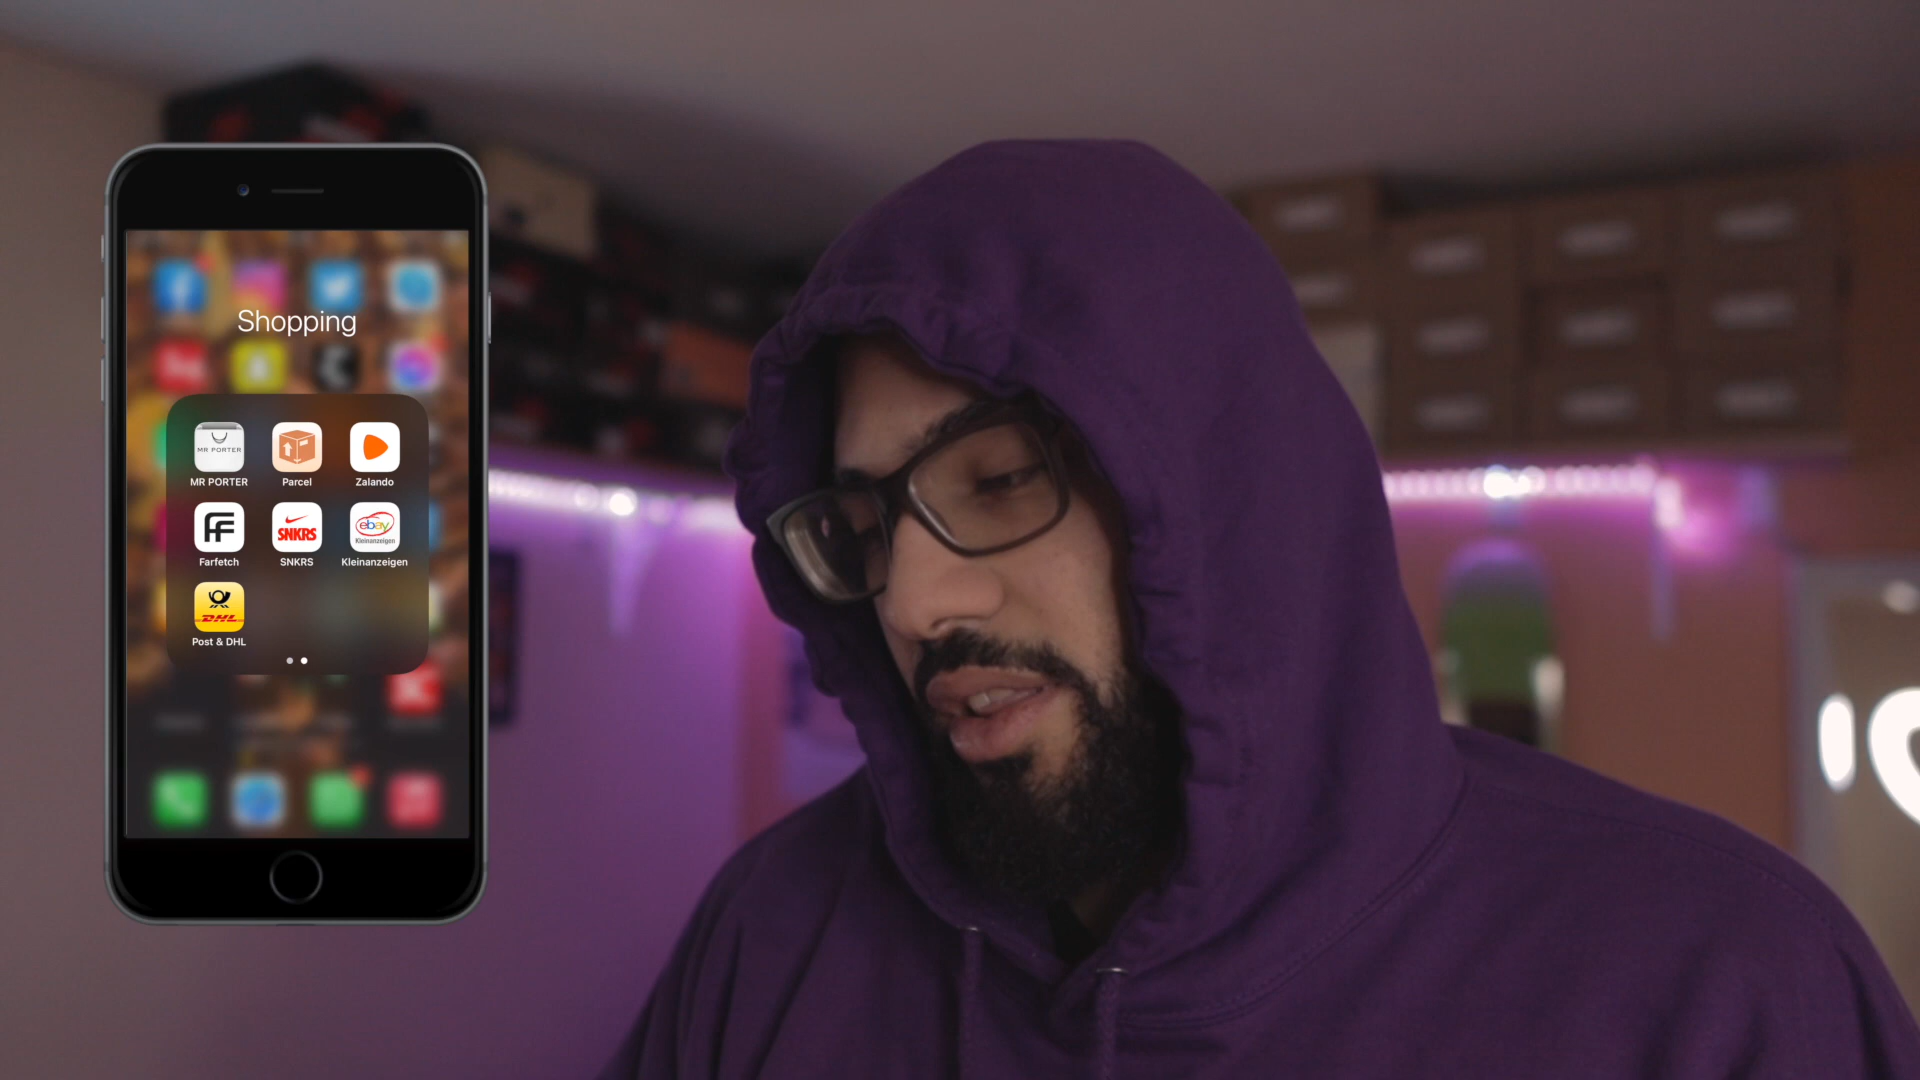 Shopping
MR PORTER
MR PORTER
Parcel
Zalando
SNKRS
ebay
Kleinanzeigen
Farfetch
SNKRS
Kleinanzeigen
DHL
Post & DHL